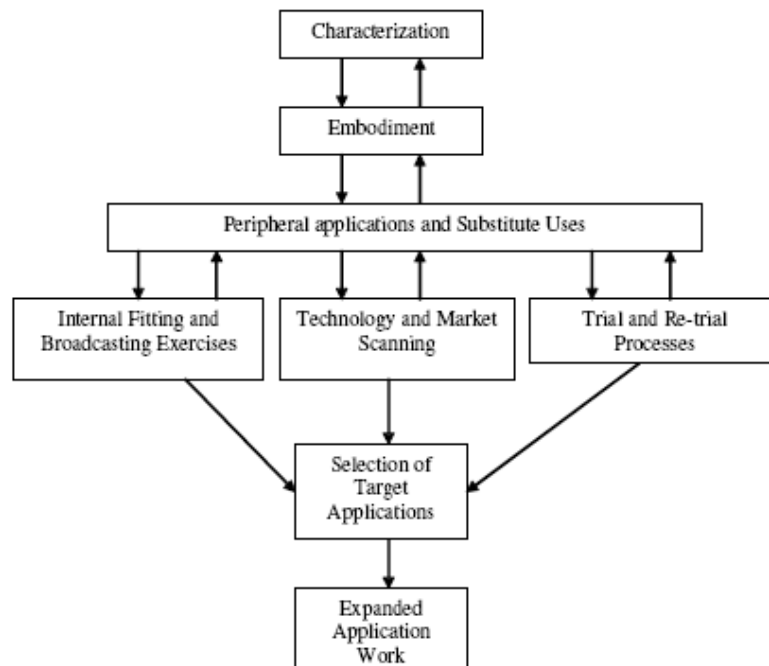 Characterization
Embodiment
Peripheral applications and Substitute Uses
Internal Fitting and
Broadcasting Exercises
Technology and Market
Scanning
Trial and Re-trial
Processes
Selection of
Target
Applications
Expanded
Application
Work